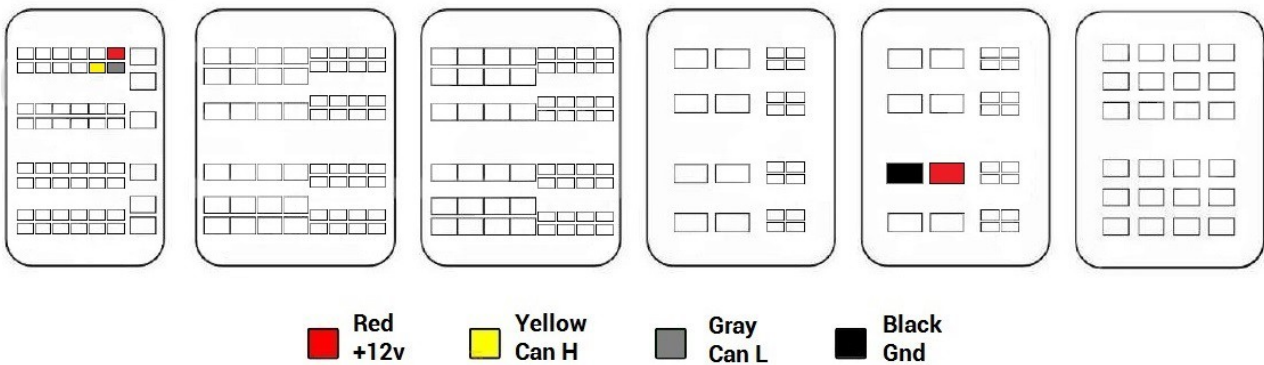 Red
+12v
Yellow
Can H
Gray
Can L
Black
Gnd